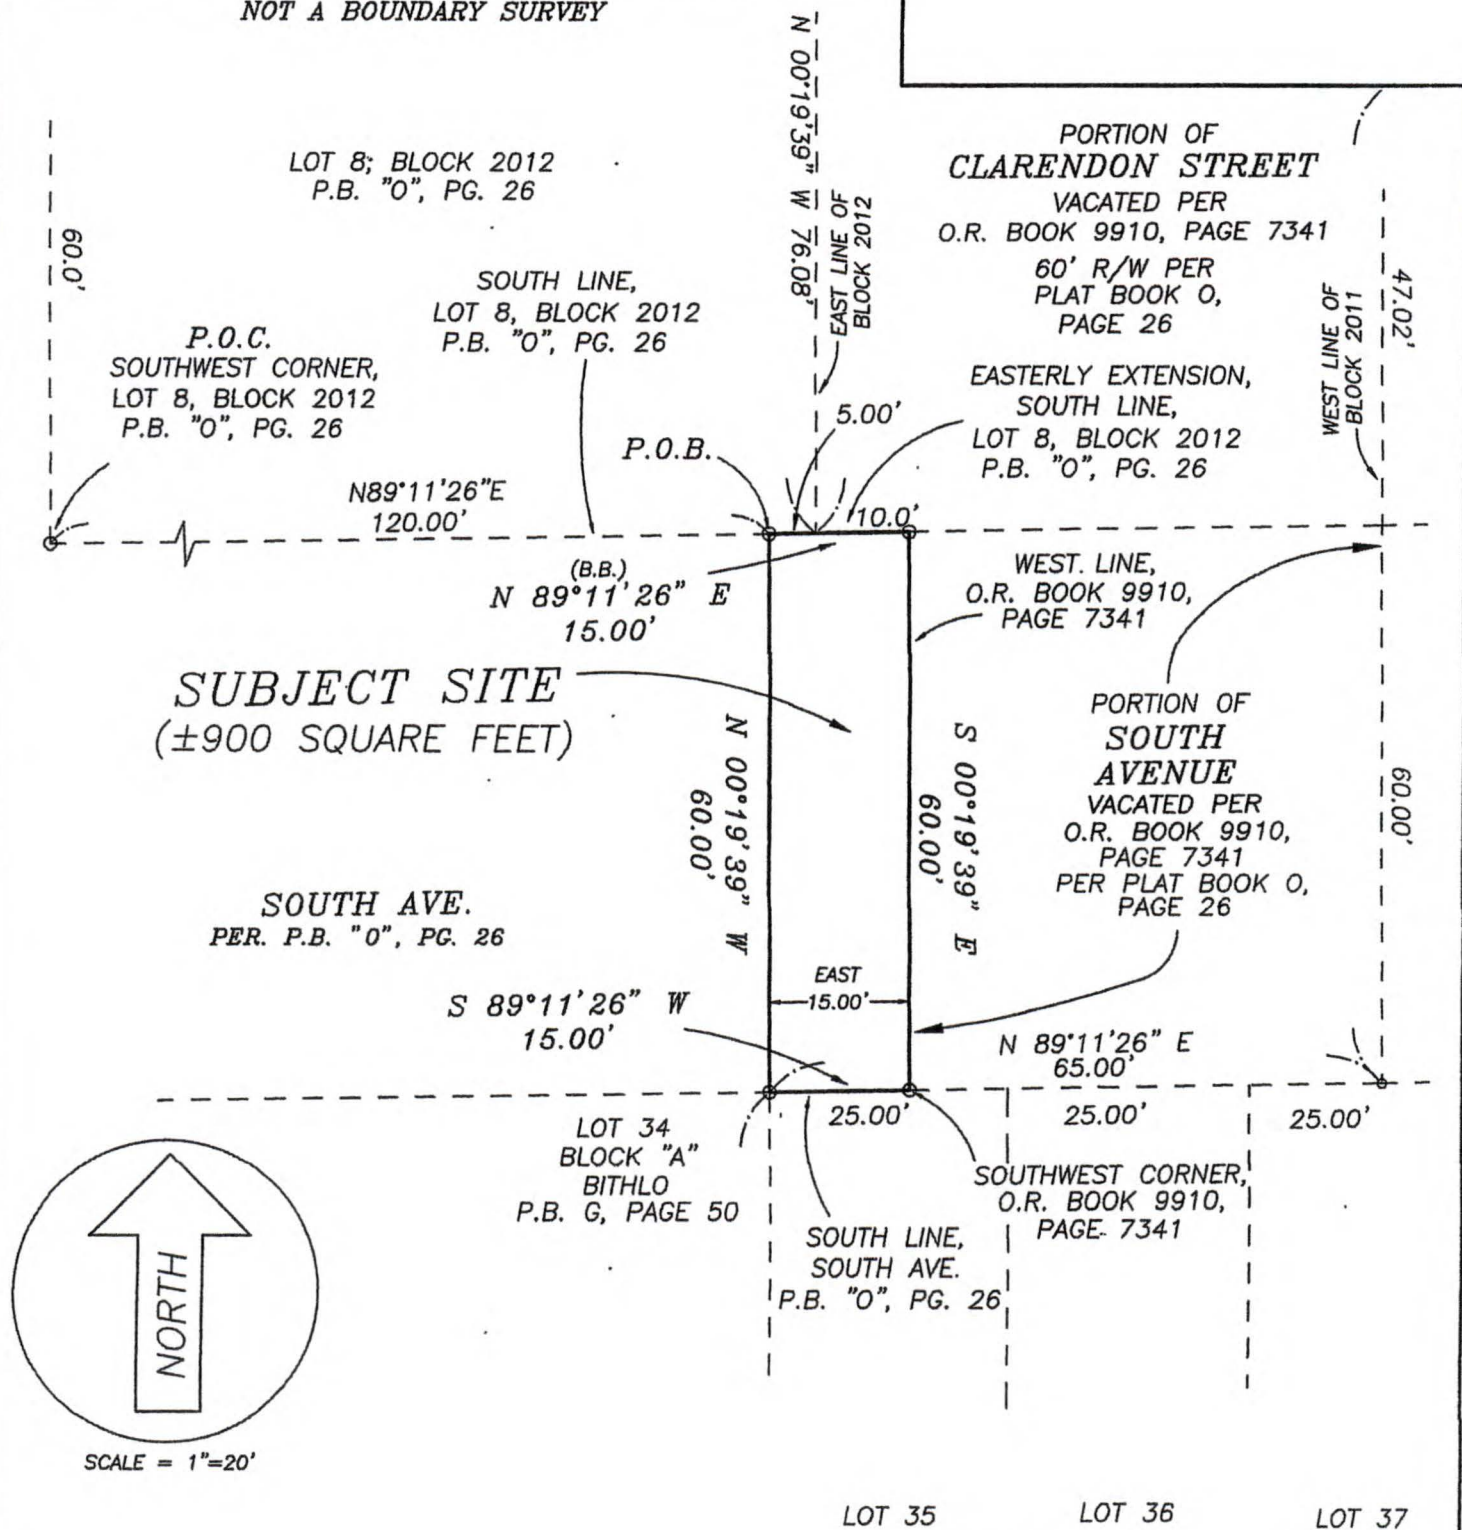 NOT A BOUNDARY SURVEY
N 00°19'39" W 76.08'
LOT 8; BLOCK 2012
P.B. "O", PG. 26
60.0'
PORTION OF
CLARENDON STREET
VACATED PER
O.R. BOOK 9910, PAGE 7341
60' R/W PER
PLAT BOOK O,
PAGE 26
EAST LINE OF
BLOCK 2012
47.02'
WEST LINE OF
BLOCK 2011
SOUTH LINE,
LOT 8, BLOCK 2012
P.B. "O", PG. 26
P.O.C.
SOUTHWEST CORNER,
LOT 8, BLOCK 2012
P.B. "O", PG. 26
EASTERLY EXTENSION,
SOUTH LINE,
LOT 8, BLOCK 2012
P.B. "O", PG. 26
5.00'
P.O.B.
N89°11'26"E
120.00'
10.0'
(B.B.)
N 89°11'26" E
15.00'
WEST. LINE,
O.R. BOOK 9910,
PAGE 7341
SUBJECT SITE
(±900 SQUARE FEET)
N 00°19'39" W
60.00'
S 00°19'39" E
60.00'
PORTION OF
SOUTH
AVENUE
VACATED PER
O.R. BOOK 9910,
PAGE 7341
PER PLAT BOOK O,
PAGE 26
60.00'
SOUTH AVE.
PER. P.B. "O", PG. 26
EAST
15.00'
S 89°11'26" W
15.00'
N 89°11'26" E
65.00'
25.00'
25.00'
25.00'
LOT 34
BLOCK "A"
BITHLO
P.B. G, PAGE 50
SOUTHWEST CORNER,
O.R. BOOK 9910,
PAGE 7341
SOUTH LINE,
SOUTH AVE.
P.B. "O", PG. 26
NORTH
SCALE = 1"=20'
LOT 35
LOT 36
LOT 37